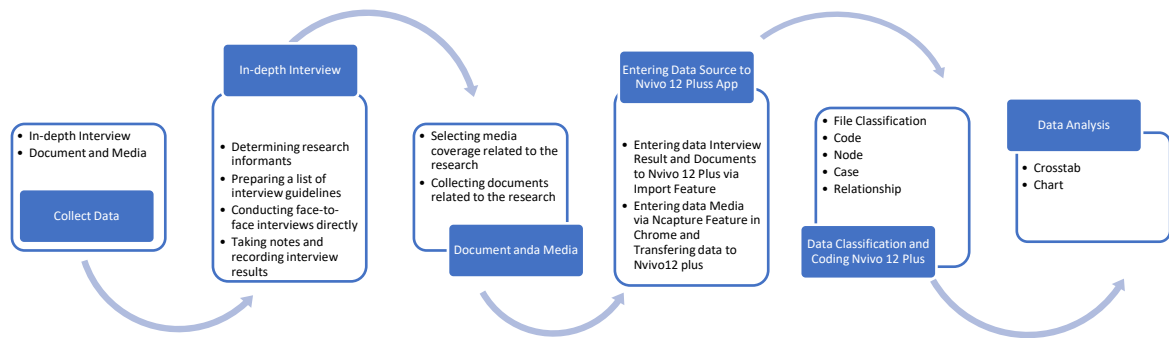 • In-depth Interview
• Document and Media
Collect Data
In-depth Interview
• Determining research
informants
• Preparing a list of
interview guidelines
• Conducting face-to-
face interviews directly
• Taking notes and
recording interview
results
• Selecting media
coverage related to the
research
• Collecting documents
related to the research
Document anda Media
Entering Data Source to
Nvivo 12 Pluss App
• Entering data Interview
Result and Documents
to Nvivo 12 Plus via
Import Feature
• Entering data Media
via Ncapture Feature in
Chrome and
Transfering data to
Nvivo12 plus
• File Classification
• Code
• Node
• Case
• Relationship
Data Classification and
Coding Nvivo 12 Plus
Data Analysis
• Crosstab
• Chart